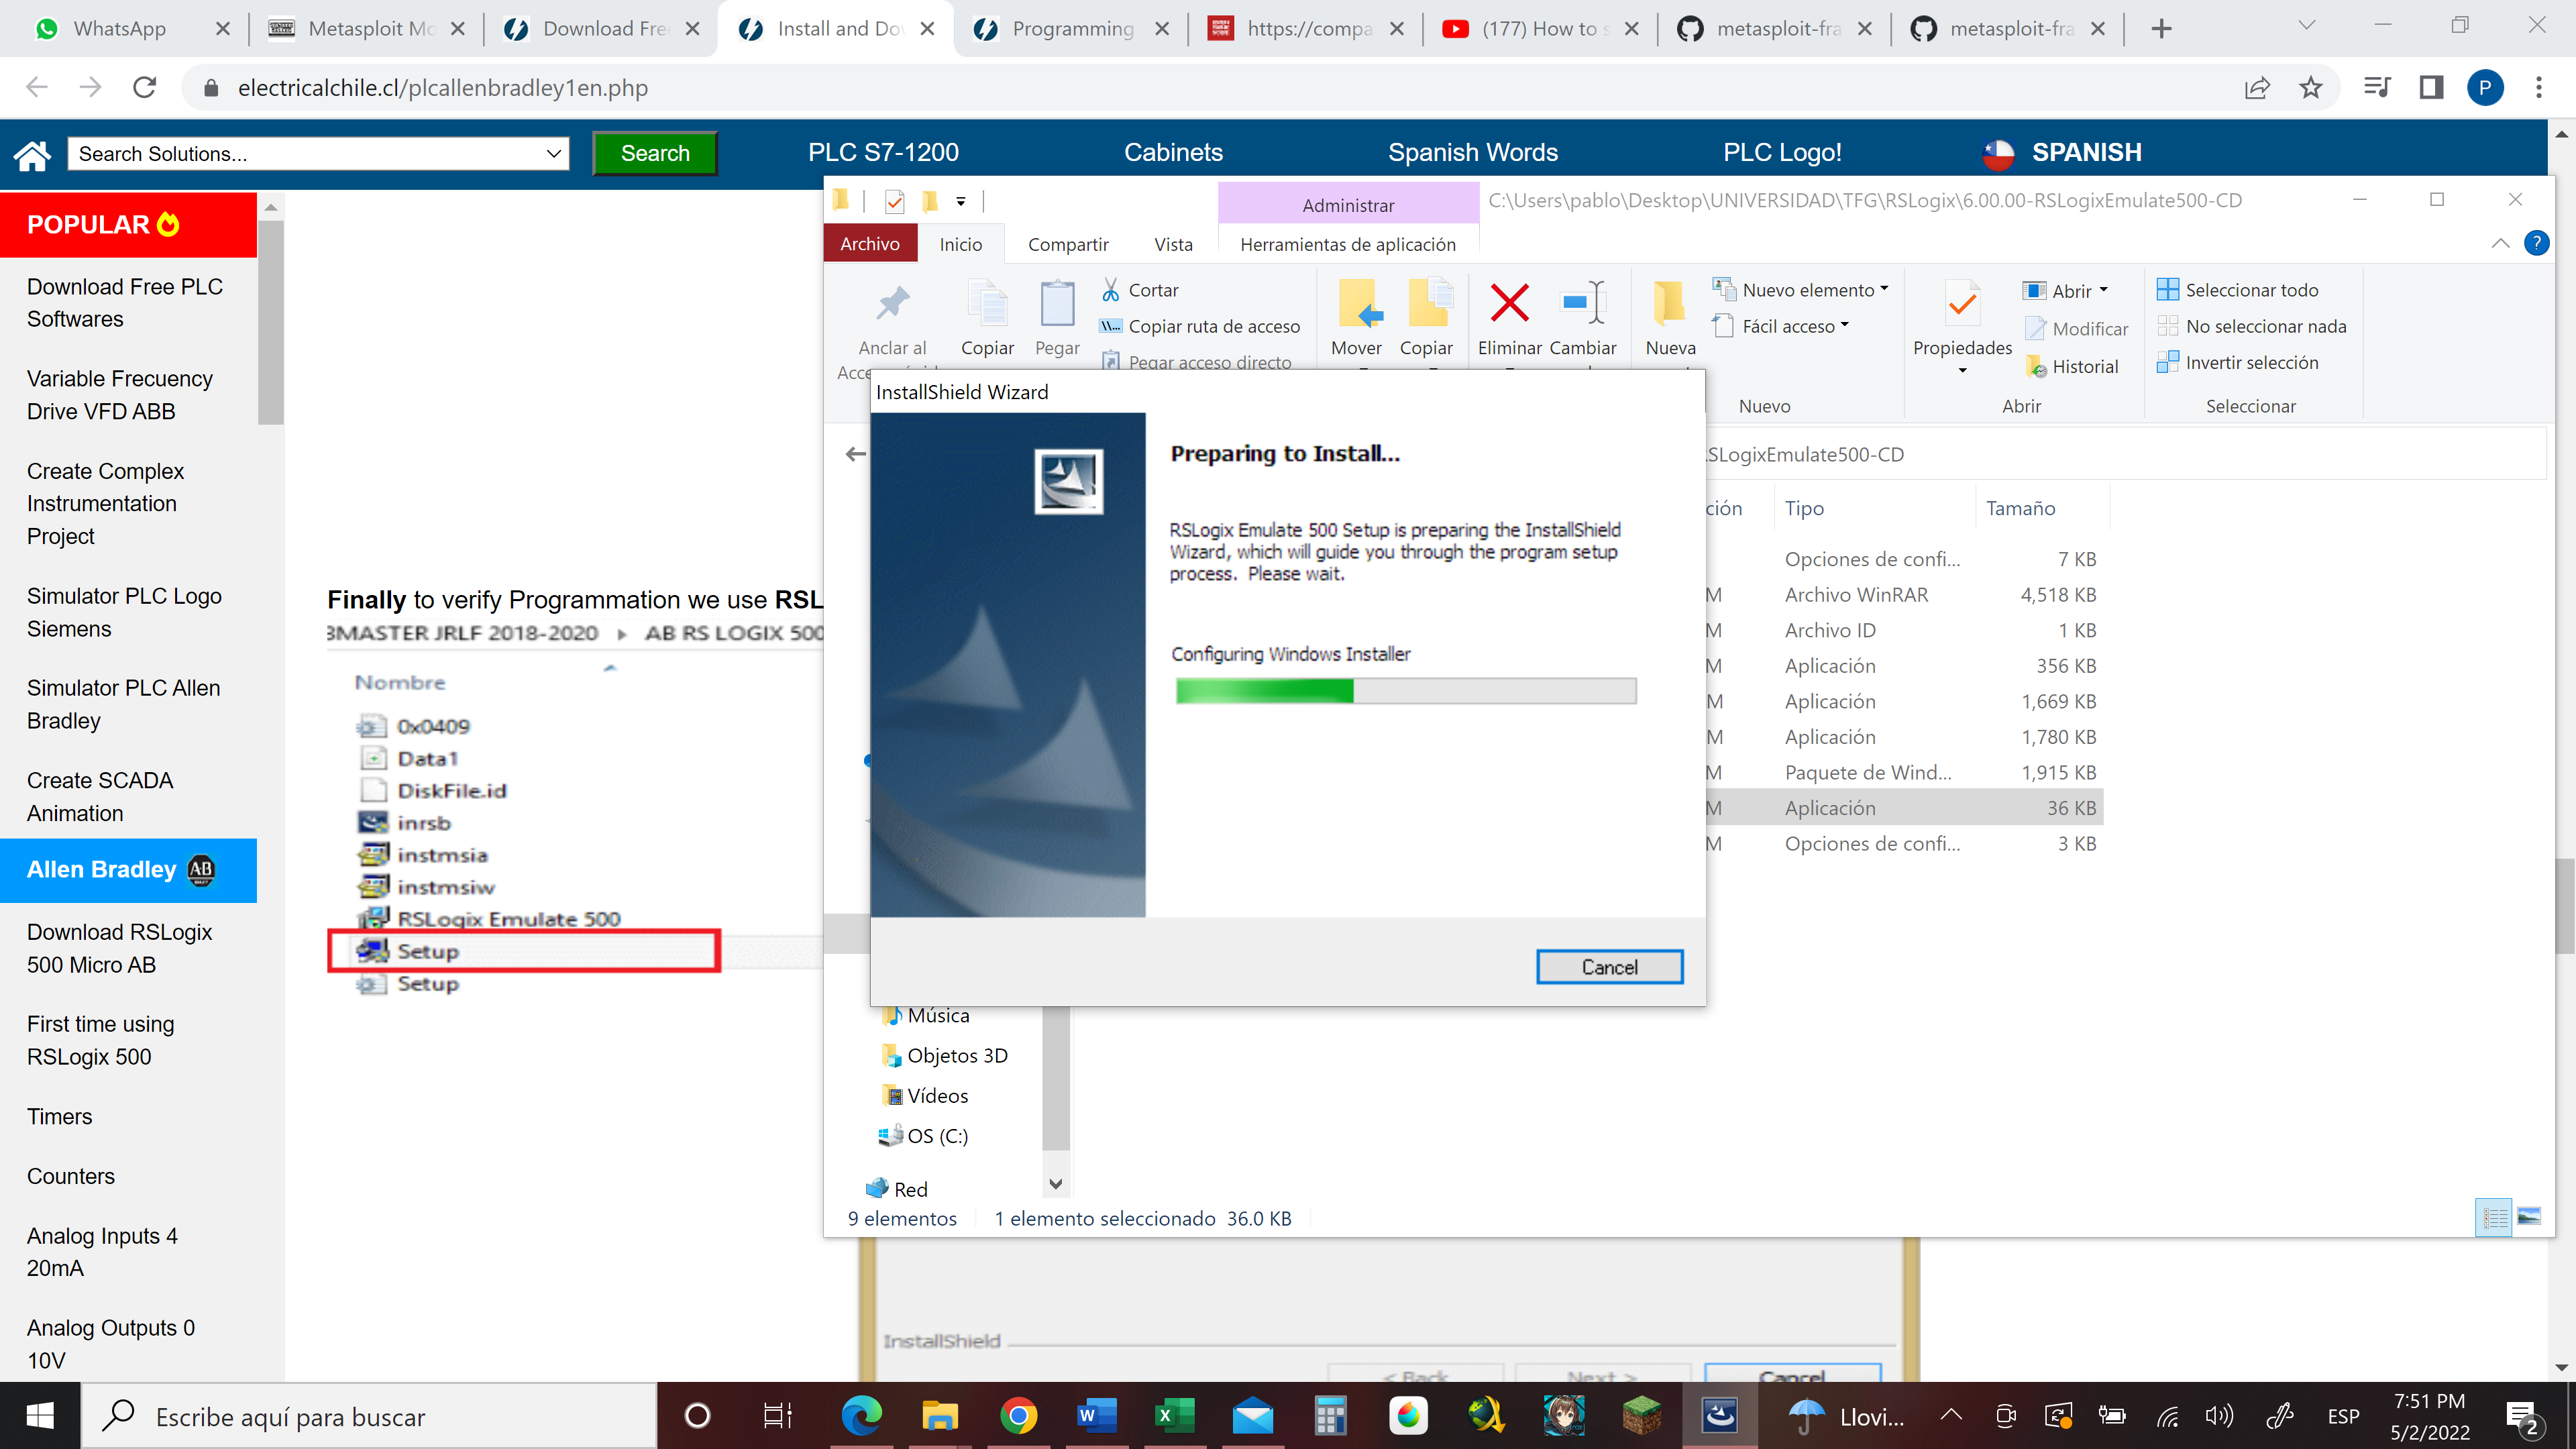 WhatsApp
Metasploit Mo
Download Fre
Install and Do
Programming
https://compa
(177) How to s
metasploit-fra
metasploit-fra
electricalchile.cl/plcallenbradley1en.php
P
Search Solutions...
Search
PLC S7-1200
Cabinets
Spanish Words
PLC Logo!
SPANISH
POPULAR
Download Free PLC
Softwares
Variable Frecuency
Drive VFD ABB
Create Complex
Instrumentation
Project
Simulator PLC Logo
Siemens
Simulator PLC Allen
Bradley
Create SCADA
Animation
Allen Bradley
AB
Download RSLogix
500 Micro AB
First time using
RSLogix 500
Timers
Counters
Analog Inputs 4
20mA
Analog Outputs 0
10V
Finally to verify Programmation we use RSL
BMASTER JRLF 2018-2020 ▸ AB RS LOGIX 500
Nombre
0x0409
Data1
DiskFile.id
inrsb
instmsia
instmsiw
RSLogix Emulate 500
Setup
Setup
Administrar
C:\Users\pablo\Desktop\UNIVERSIDAD\TFG\RSLogix\6.00.00-RSLogixEmulate500-CD
Archivo
Inicio
Compartir
Vista
Herramientas de aplicación
Anclar al
Copiar
Pegar
Cortar
Copiar ruta de acceso
Pegar acceso directo
Mover
Copiar
Eliminar
Cambiar
Nueva
Nuevo elemento
Fácil acceso
Nuevo
Propiedades
Abrir
Modificar
Historial
Abrir
Seleccionar todo
No seleccionar nada
Invertir selección
Seleccionar
SLogixEmulate500-CD
ción
Tipo
Tamaño
Opciones de confi... 7 KB
M Archivo WinRAR 4,518 KB
M Archivo ID 1 KB
M Aplicación 356 KB
M Aplicación 1,669 KB
M Aplicación 1,780 KB
M Paquete de Wind... 1,915 KB
M Aplicación 36 KB
M Opciones de confi... 3 KB
InstallShield Wizard
Preparing to Install...
RSLogix Emulate 500 Setup is preparing the InstallShield
Wizard, which will guide you through the program setup
process. Please wait.
Configuring Windows Installer
Cancel
Música
Objetos 3D
Vídeos
OS (C:)
Red
9 elementos
1 elemento seleccionado 36.0 KB
InstallShield
< Back
Next >
Cancel
Escribe aquí para buscar
Llovi...
ESP
7:51 PM
5/2/2022
2